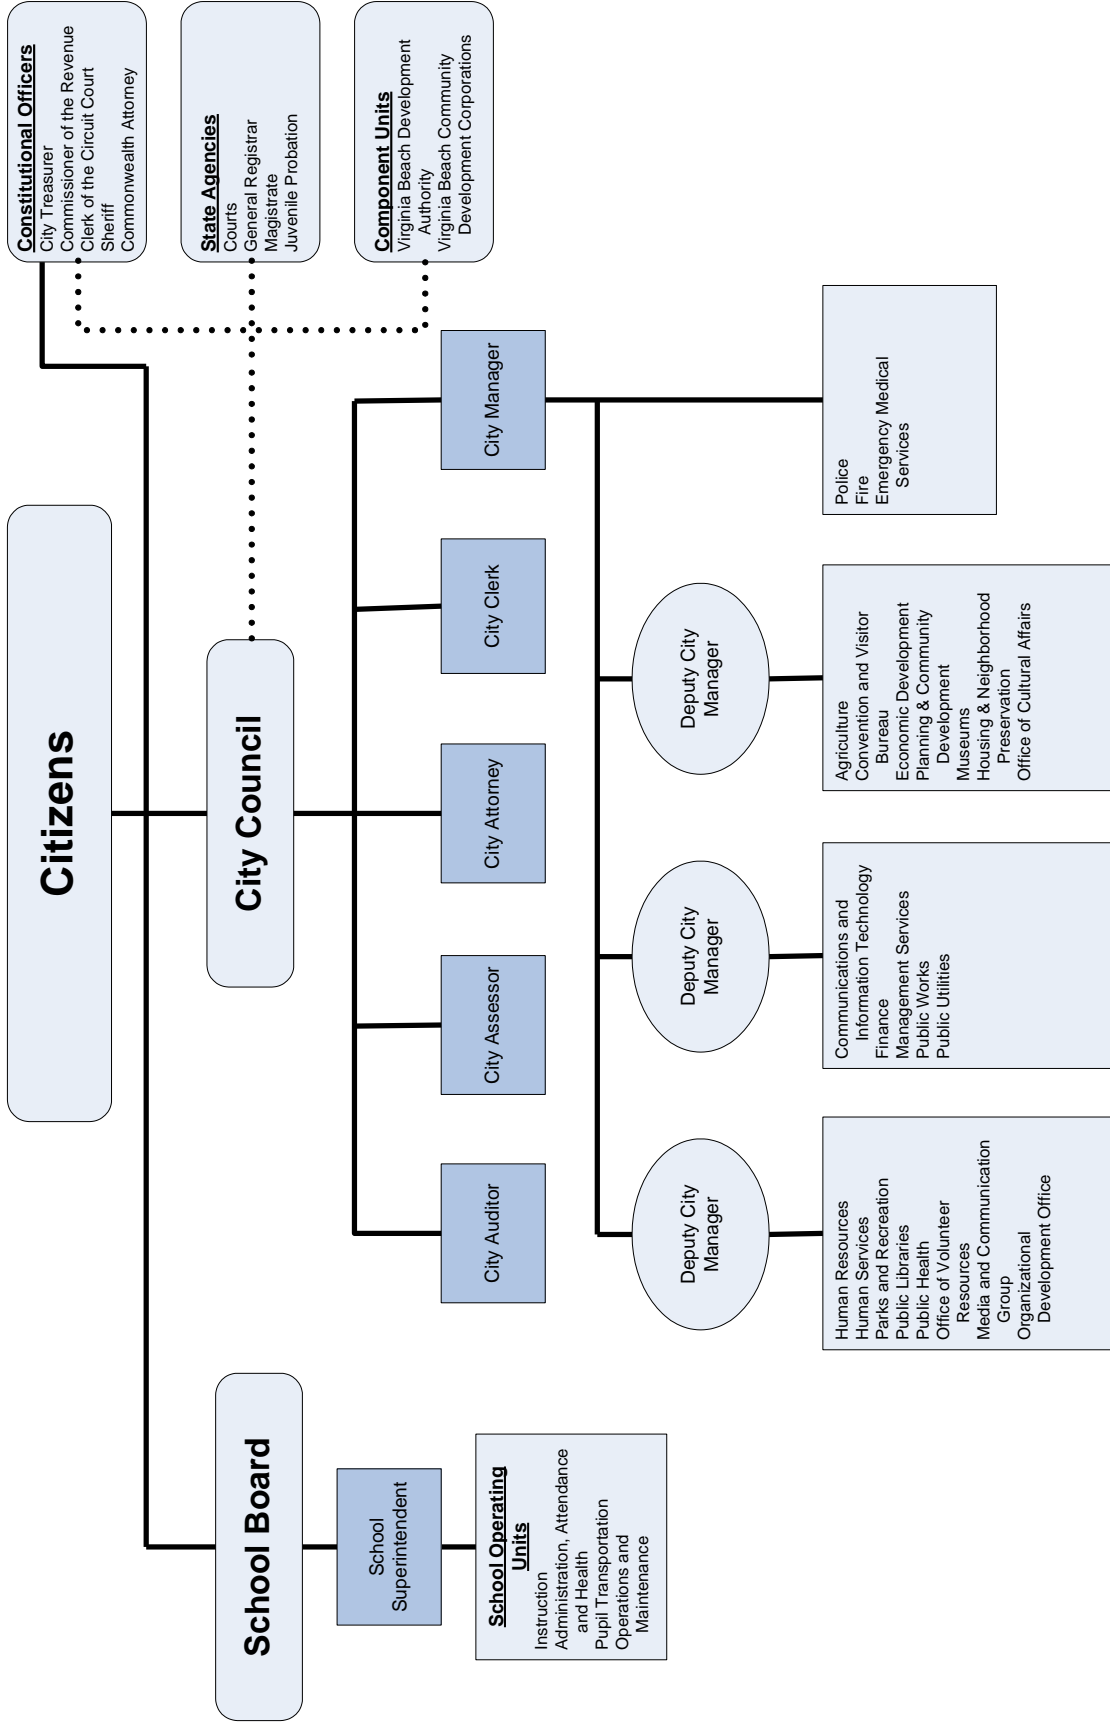 Citizens
Constitutional Officers
City Treasurer
Commissioner of the Revenue
Clerk of the Circuit Court
Sheriff
Commonwealth Attorney
State Agencies
Courts
General Registrar
Magistrate
Juvenile Probation
Component Units
Virginia Beach Development
Authority
Virginia Beach Community
Development Corporations
School Board
City Council
School
Superintendent
School Operating
Units
Instruction
Administration, Attendance
and Health
Pupil Transportation
Operations and
Maintenance
City Auditor
City Assessor
City Attorney
City Clerk
City Manager
Deputy City
Manager
Deputy City
Manager
Deputy City
Manager
Human Resources
Human Services
Parks and Recreation
Public Libraries
Public Health
Office of Volunteer
Resources
Media and Communication
Group
Organizational
Development Office
Communications and
Information Technology
Finance
Management Services
Public Works
Public Utilities
Agriculture
Convention and Visitor
Bureau
Economic Development
Planning & Community
Development
Museums
Housing & Neighborhood
Preservation
Office of Cultural Affairs
Police
Fire
Emergency Medical
Services